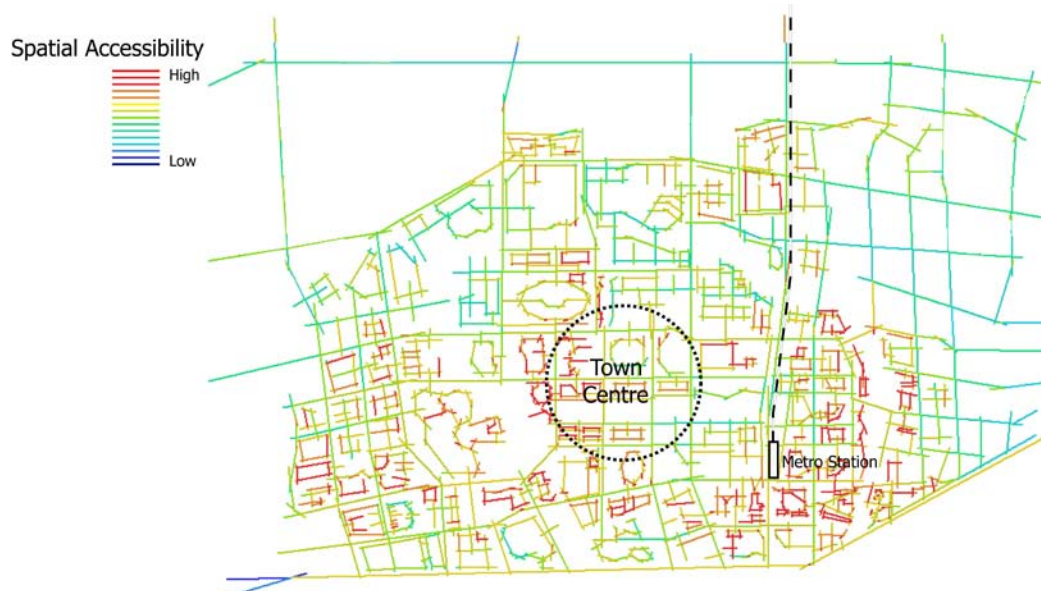 Spatial Accessibility
High
Low
Town
Centre
Metro Station